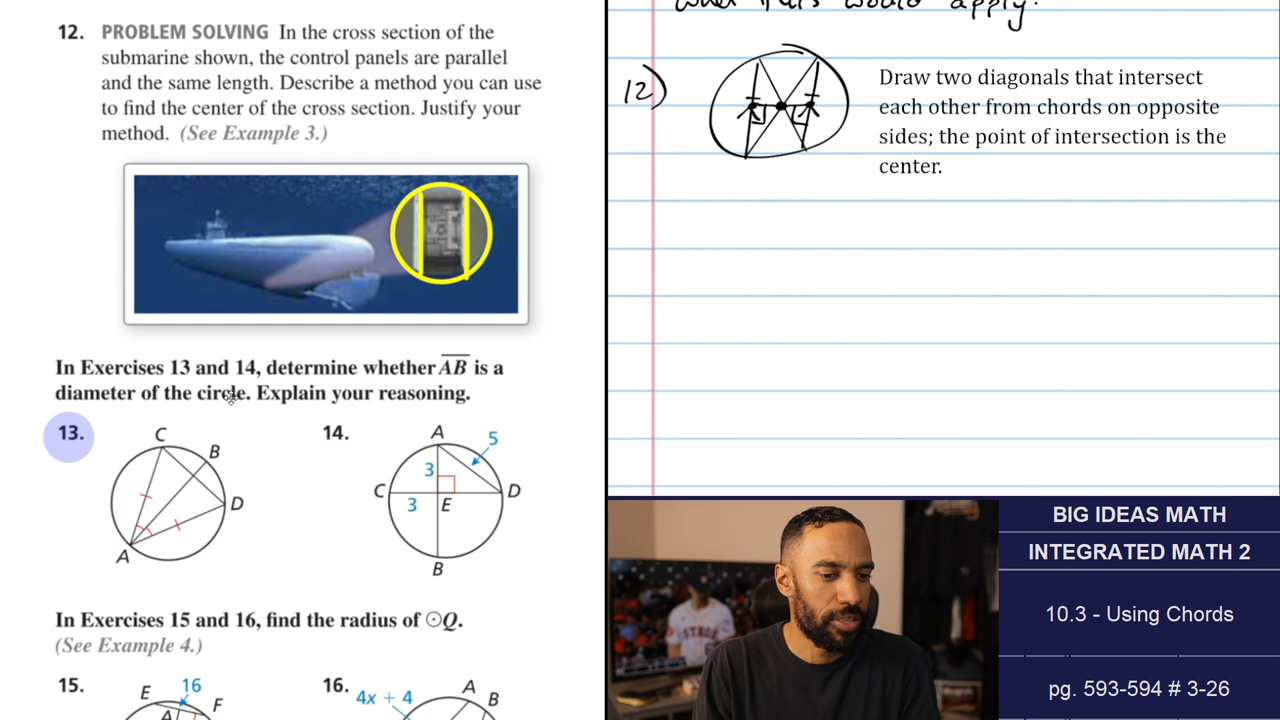 12. PROBLEM SOLVING In the cross section of the
submarine shown, the control panels are parallel
and the same length. Describe a method you can use
to find the center of the cross section. Justify your
method. (See Example 3.)
In Exercises 13 and 14, determine whether AB is a
diameter of the circle. Explain your reasoning.
13.
C
B
D
A
14.
A
5
3
C
D
3
E
B
In Exercises 15 and 16, find the radius of ⊙Q.
(See Example 4.)
15.
E
16
F
A
16.
4x + 4
A
B
would apply.
12)
Draw two diagonals that intersect
each other from chords on opposite
sides; the point of intersection is the
center.
STROS
BIG IDEAS MATH
INTEGRATED MATH 2
10.3 - Using Chords
pg. 593-594 # 3-26